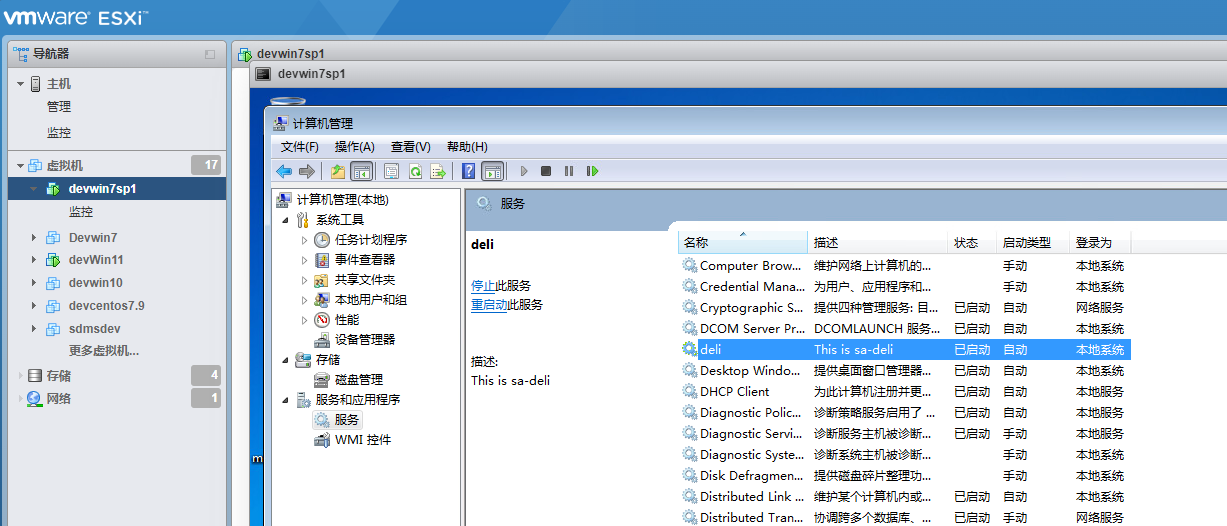 vmware ESXi™
导航器
主机
管理
监控
虚拟机 17
devwin7sp1
监控
Devwin7
devWin11
devwin10
devcentos7.9
sdmsdev
更多虚拟机...
存储 4
网络 1
devwin7sp1
devwin7sp1
计算机管理
文件(F) 操作(A) 查看(V) 帮助(H)
计算机管理(本地)
系统工具
任务计划程序
事件查看器
共享文件夹
本地用户和组
性能
设备管理器
存储
磁盘管理
服务和应用程序
服务
WMI 控件
服务
deli
停止此服务
重启动此服务
描述:
This is sa-deli
名称 描述 状态 启动类型 登录为
Computer Brow... 维护网络上计算机的... 手动 本地系统
Credential Mana... 为用户、应用程序和... 手动 本地系统
Cryptographic S... 提供四种管理服务: 目... 已启动 自动 网络服务
DCOM Server Pr... DCOMLAUNCH 服务... 已启动 自动 本地系统
deli This is sa-deli 已启动 自动 本地系统
Desktop Windo... 提供桌面窗口管理器... 已启动 自动 本地系统
DHCP Client 为此计算机注册并更... 已启动 自动 本地服务
Diagnostic Polic... 诊断策略服务启用了 ... 已启动 自动 本地服务
Diagnostic Servi... 诊断服务主机被诊断... 已启动 手动 本地服务
Diagnostic Syste... 诊断系统主机被诊断... 手动 本地系统
Disk Defragmen... 提供磁盘碎片整理功... 手动 本地系统
Distributed Link ... 维护某个计算机内或... 已启动 自动 本地系统
Distributed Tran... 协调跨多个数据库、... 手动 网络服务